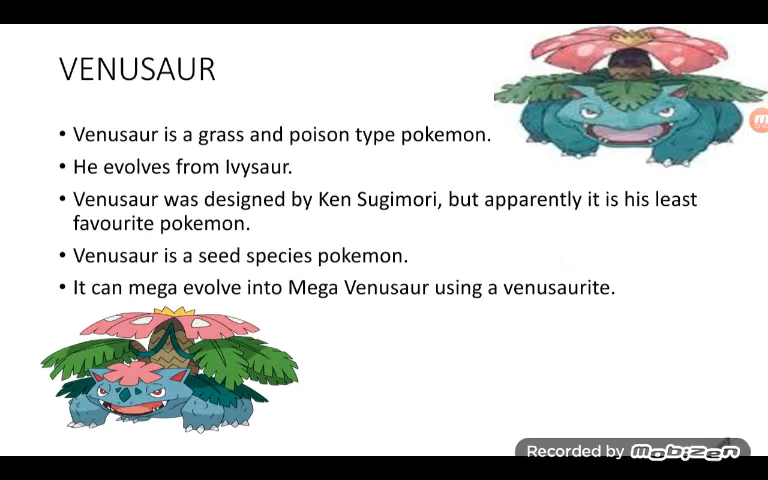 VENUSAUR
• Venusaur is a grass and poison type pokemon.
• He evolves from Ivysaur.
• Venusaur was designed by Ken Sugimori, but apparently it is his least
favourite pokemon.
• Venusaur is a seed species pokemon.
• It can mega evolve into Mega Venusaur using a venusaurite.
Recorded by mobizen